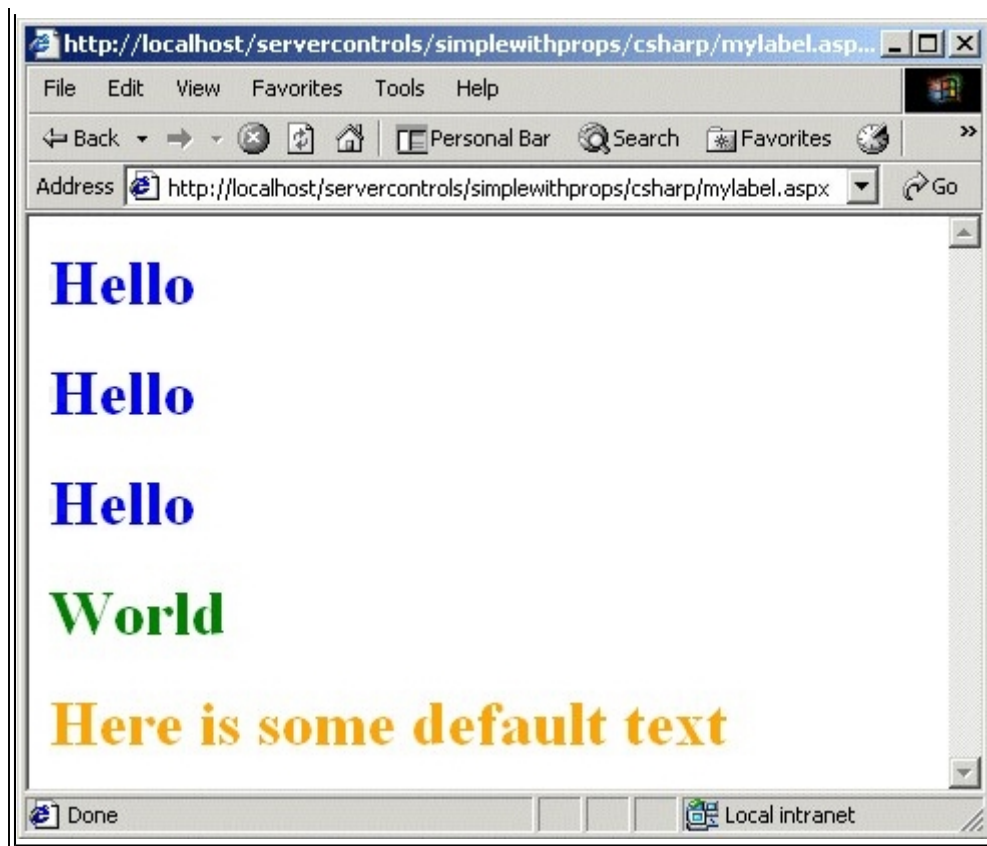 http://localhost/servercontrols/simplewithprops/csharp/mylabel.asp...
File Edit View Favorites Tools Help
Back Personal Bar Search Favorites »
Address http://localhost/servercontrols/simplewithprops/csharp/mylabel.aspx Go
Hello
Hello
Hello
World
Here is some default text
Done Local intranet